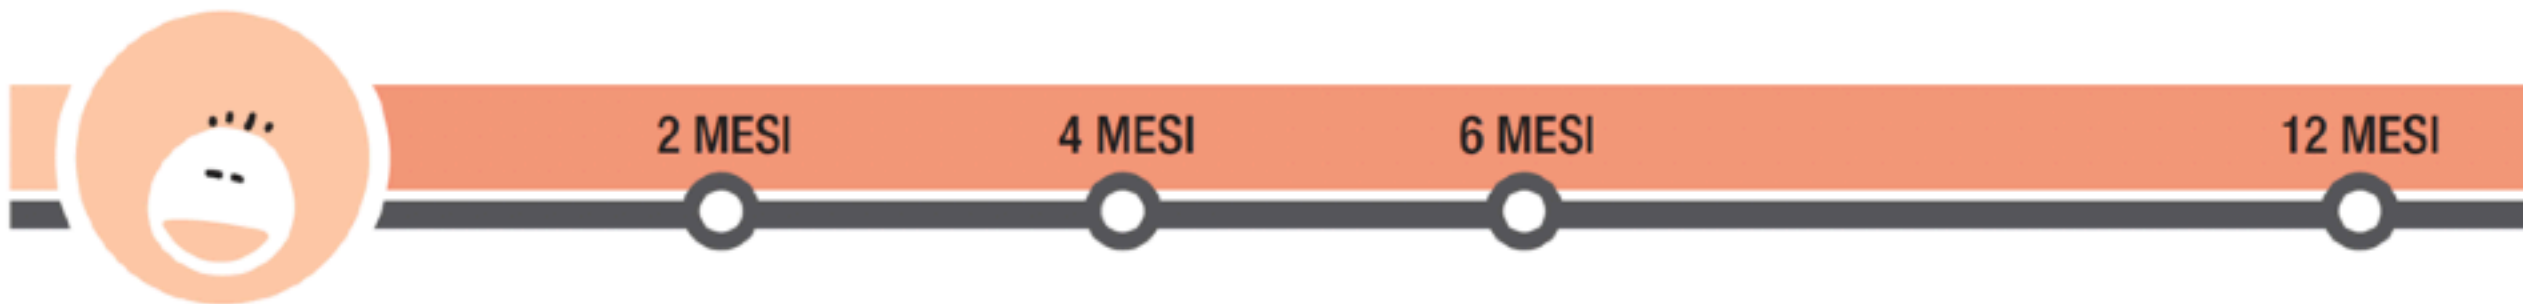 2 MESI 4 MESI 6 MESI 12 MESI